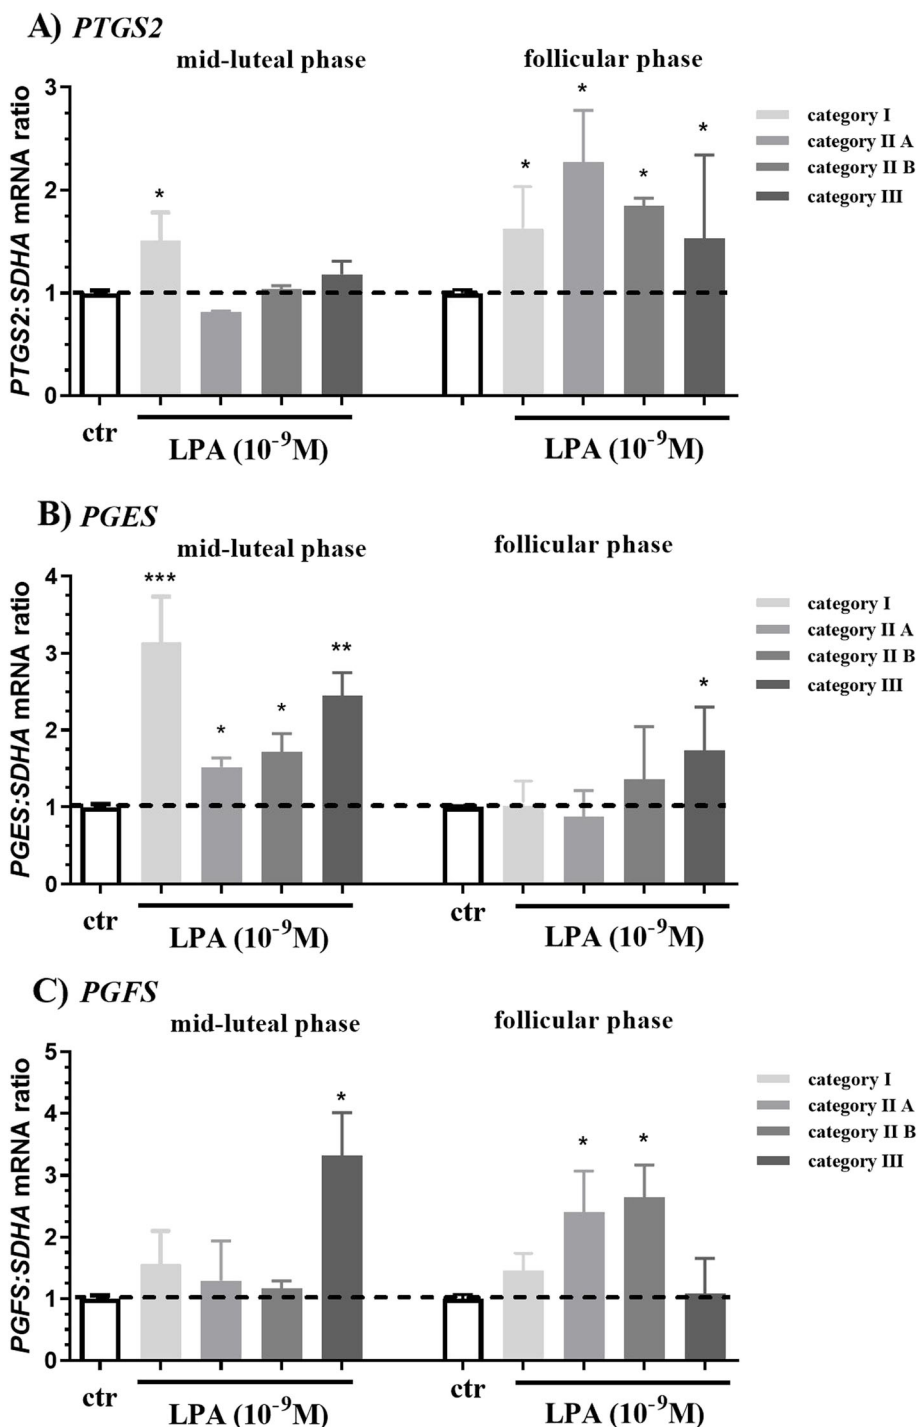 A) PTGS2
mid-luteal phase
follicular phase
PTGS2:SDHA mRNA ratio
3
2
1
0
*
*
*
*
*
category I
category II A
category II B
category III
ctr
LPA (10⁻⁹M)
LPA (10⁻⁹M)
B) PGES
mid-luteal phase
follicular phase
PGES:SDHA mRNA ratio
4
3
2
1
0
***
*
*
**
*
category I
category II A
category II B
category III
ctr
LPA (10⁻⁹M)
ctr
LPA (10⁻⁹M)
C) PGFS
mid-luteal phase
follicular phase
PGFS:SDHA mRNA ratio
5
4
3
2
1
0
*
*
*
category I
category II A
category II B
category III
ctr
LPA (10⁻⁹M)
ctr
LPA (10⁻⁹M)